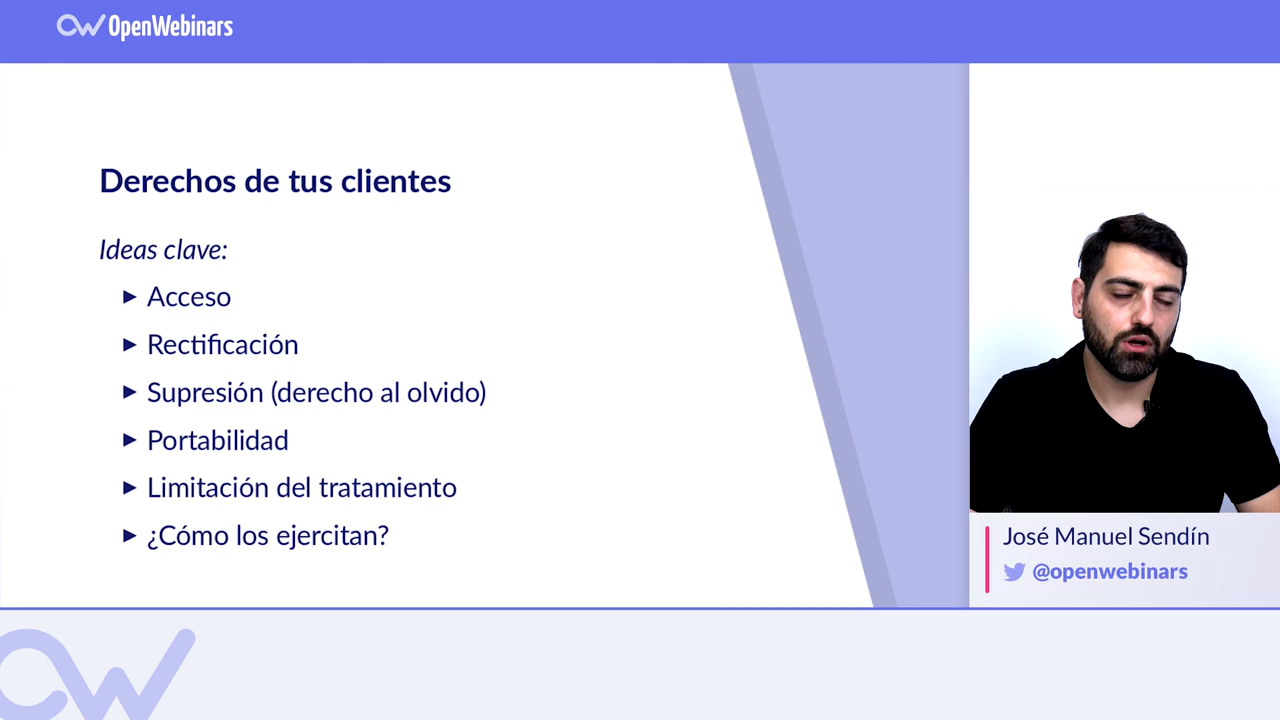 OpenWebinars
Derechos de tus clientes
Ideas clave:
► Acceso
► Rectificación
► Supresión (derecho al olvido)
► Portabilidad
► Limitación del tratamiento
► ¿Cómo los ejercitan?
José Manuel Sendín
@openwebinars